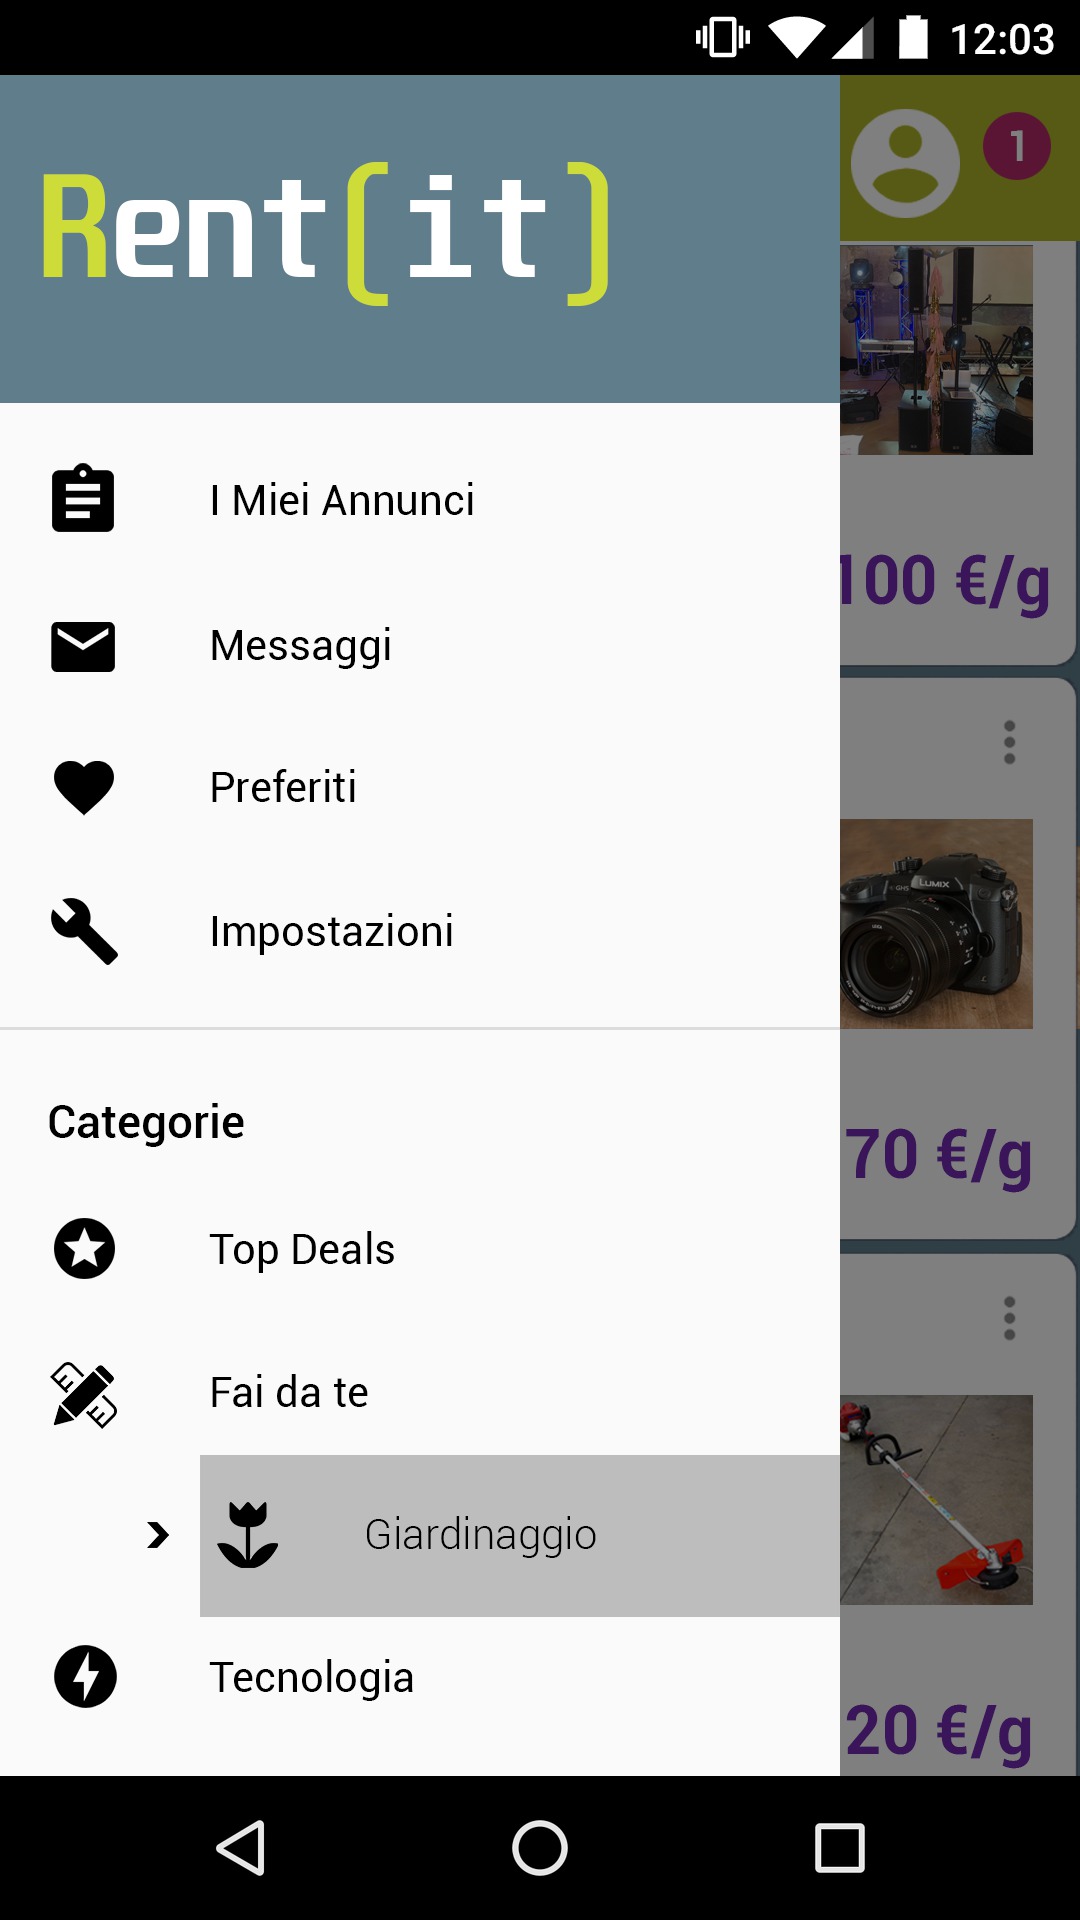 12:03
Rent(it)
1
I Miei Annunci
100 €/g
Messaggi
Preferiti
LUMIX
Impostazioni
Categorie
70 €/g
Top Deals
Fai da te
Giardinaggio
Tecnologia
20 €/g